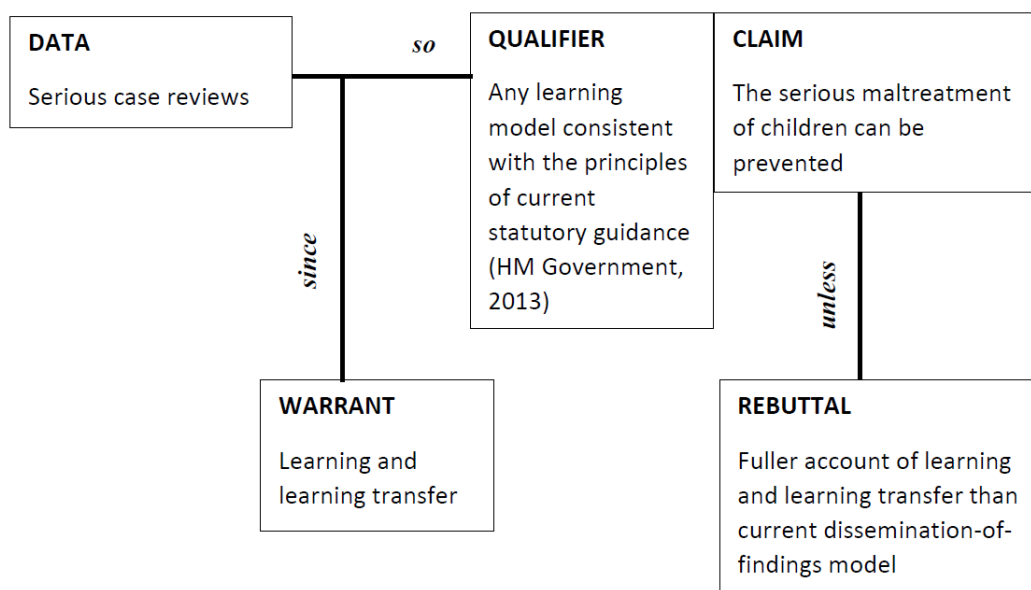 DATA
Serious case reviews
so
QUALIFIER
Any learning
model consistent
with the principles
of current
statutory guidance
(HM Government,
2013)
CLAIM
The serious maltreatment
of children can be
prevented
since
unless
WARRANT
Learning and
learning transfer
REBUTTAL
Fuller account of learning
and learning transfer than
current dissemination-of-
findings model